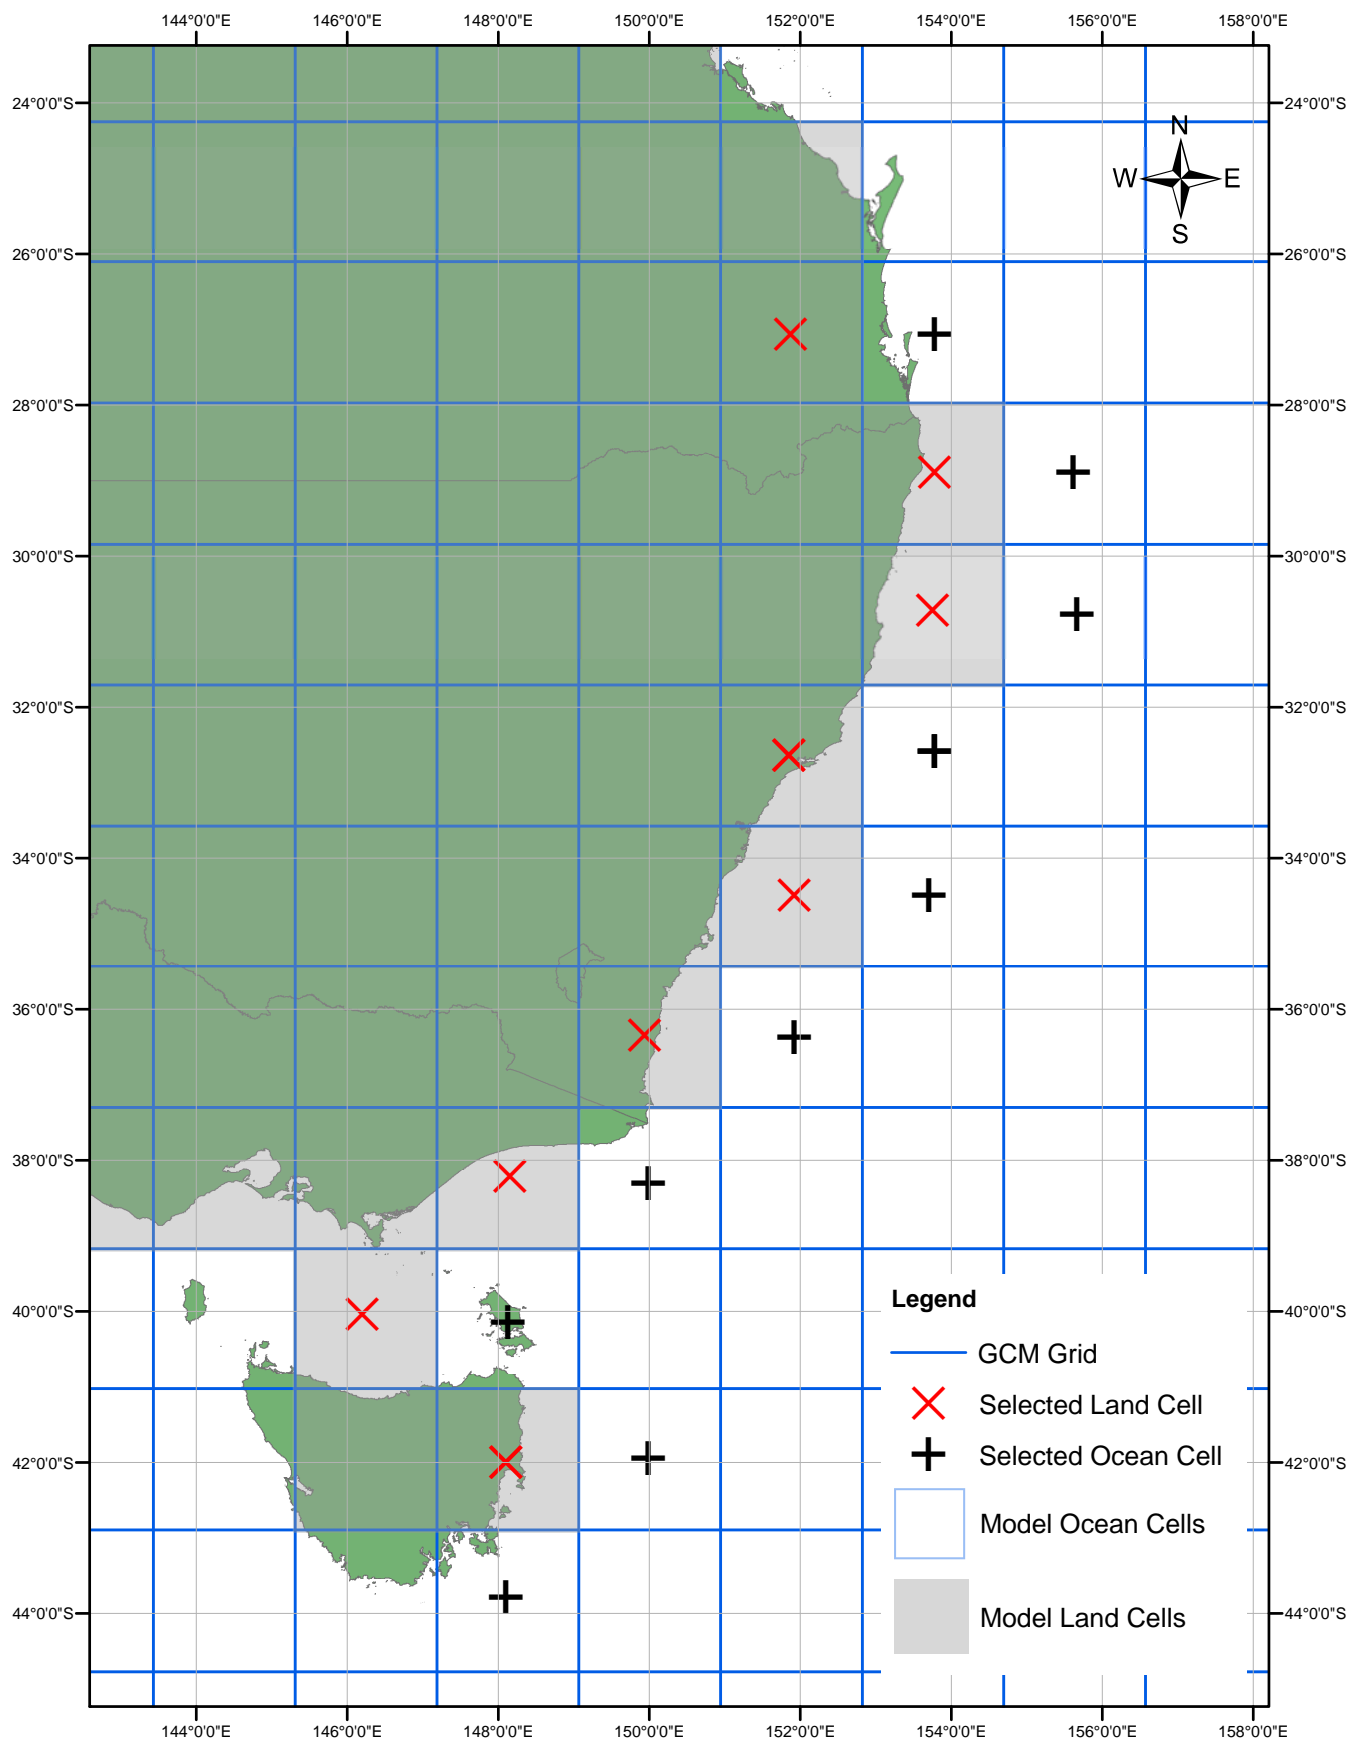 144°0'0"E 146°0'0"E 148°0'0"E 150°0'0"E 152°0'0"E 154°0'0"E 156°0'0"E 158°0'0"E
24°0'0"S 24°0'0"S
N
W E
S
26°0'0"S 26°0'0"S
28°0'0"S 28°0'0"S
30°0'0"S 30°0'0"S
32°0'0"S 32°0'0"S
34°0'0"S 34°0'0"S
36°0'0"S 36°0'0"S
38°0'0"S 38°0'0"S
40°0'0"S 40°0'0"S
42°0'0"S 42°0'0"S
44°0'0"S 44°0'0"S
Legend
GCM Grid
Selected Land Cell
Selected Ocean Cell
Model Ocean Cells
Model Land Cells
144°0'0"E 146°0'0"E 148°0'0"E 150°0'0"E 152°0'0"E 154°0'0"E 156°0'0"E 158°0'0"E